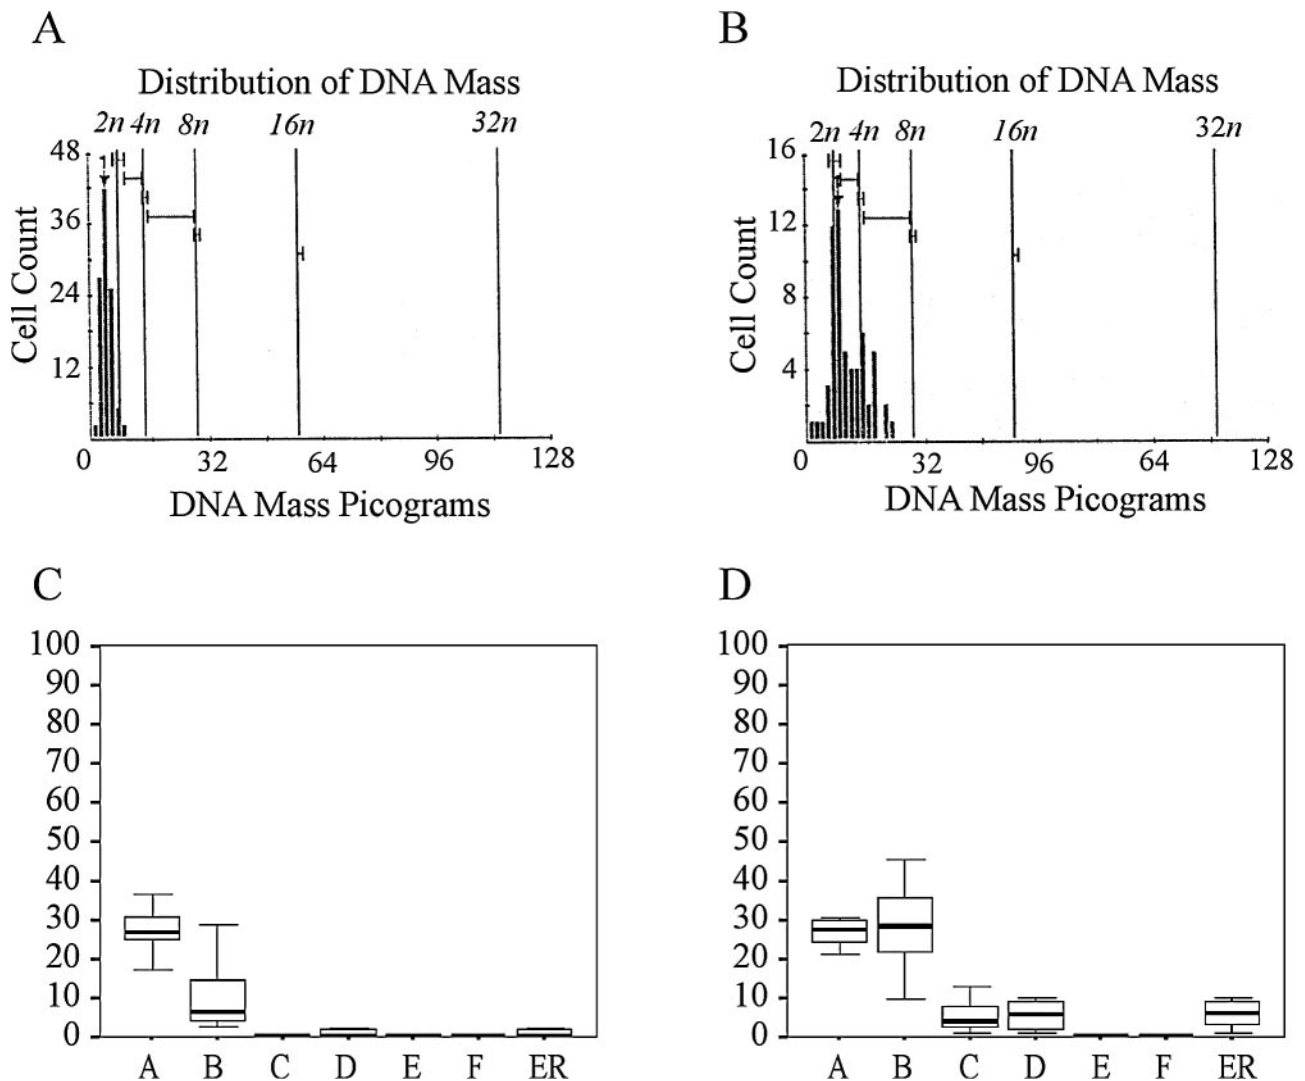 A
Distribution of DNA Mass
2n 4n 8n 16n 32n
48
36
24
12
Cell Count
1
0 32 64 96 128
DNA Mass Picograms
B
Distribution of DNA Mass
2n 4n 8n 16n 32n
16
12
8
4
Cell Count
0 32 96 64 128
DNA Mass Picograms
C
100
90
80
70
60
50
40
30
20
10
0
A B C D E F ER
D
100
90
80
70
60
50
40
30
20
10
0
A B C D E F ER